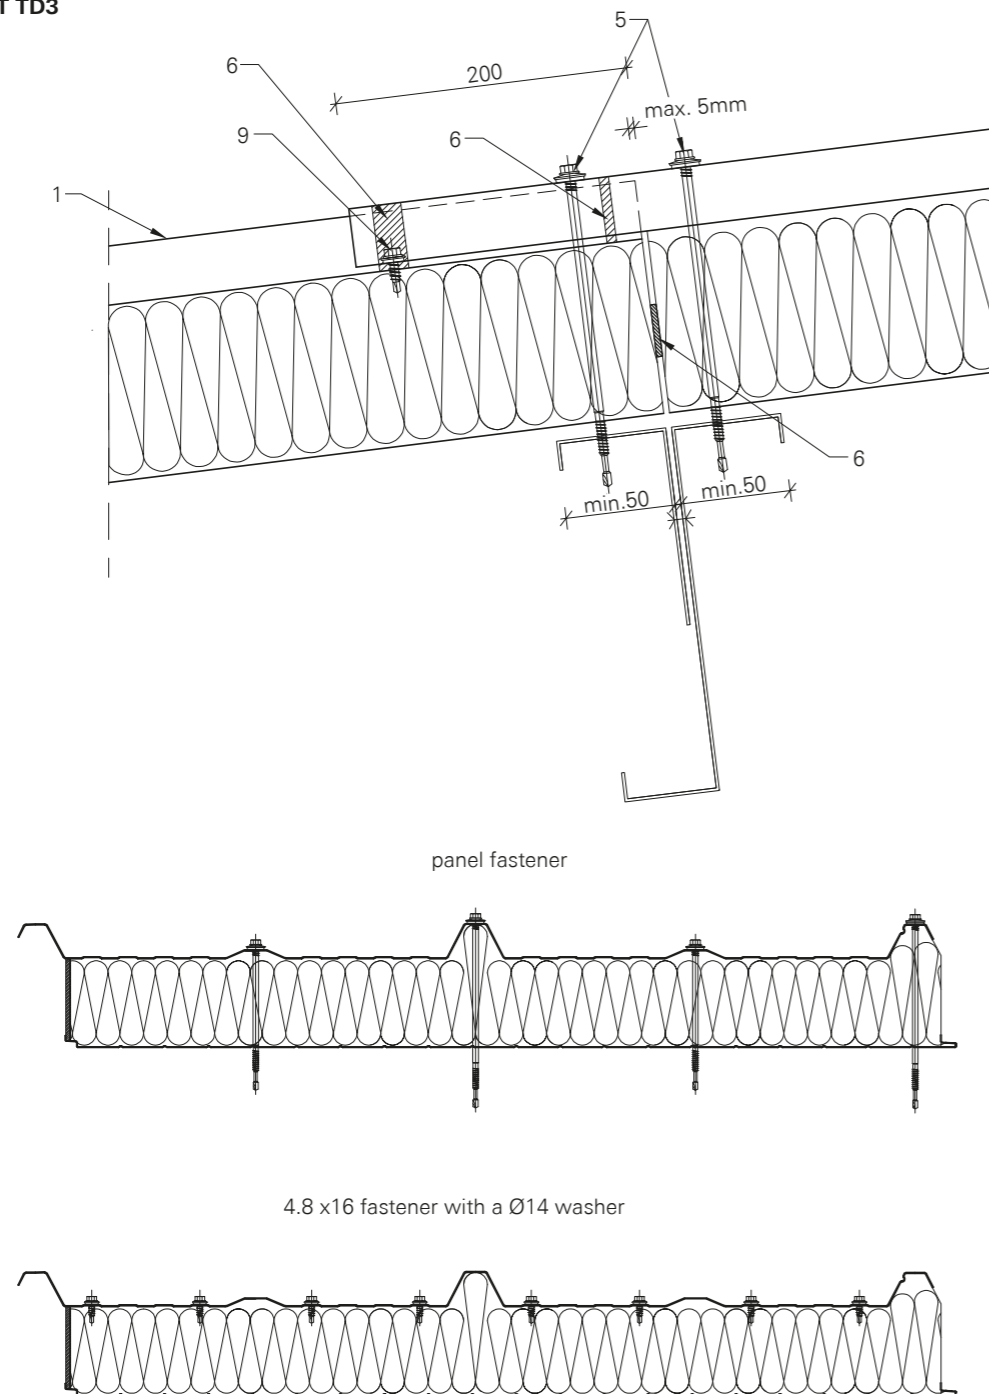 T TD3
5
6
200
max. 5mm
9
6
1
6
min.50
min.50
panel fastener
4.8 x16 fastener with a Ø14 washer